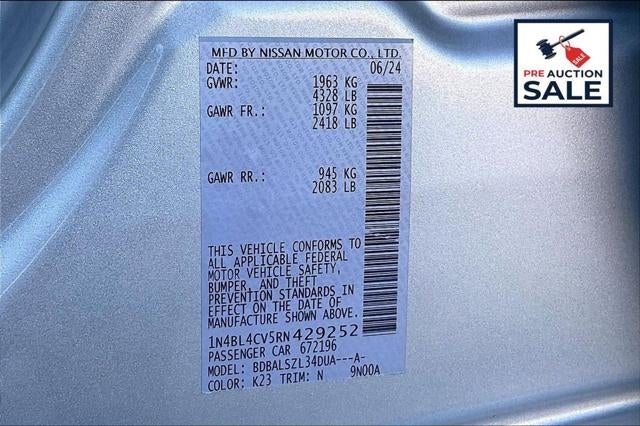 MFD BY NISSAN MOTOR CO., LTD.
DATE: 06/24
GVWR: 1963 KG
4328 LB
GAWR FR.: 1097 KG
2418 LB
GAWR RR.: 945 KG
2083 LB
THIS VEHICLE CONFORMS TO
ALL APPLICABLE FEDERAL
MOTOR VEHICLE SAFETY,
BUMPER, AND THEFT
PREVENTION STANDARDS IN
EFFECT ON THE DATE OF
MANUFACTURE SHOWN ABOVE.
1N4BL4CV5RN429252
PASSENGER CAR 672196
MODEL: BDBALSZL34DUA---A-
COLOR: K23 TRIM: N 9N00A
SALE
PRE AUCTION
SALE